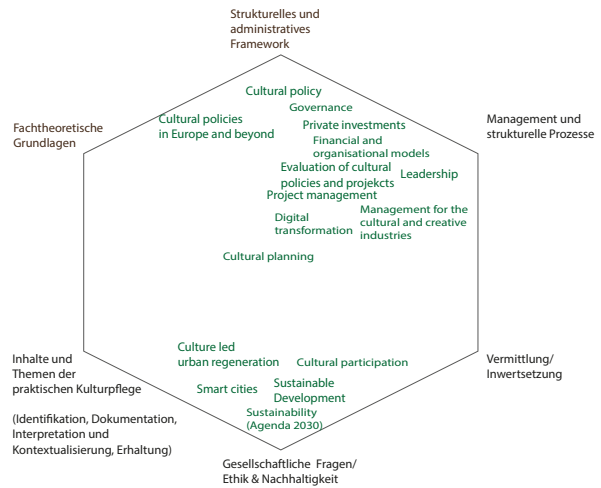 Strukturelles und
administratives
Framework
Cultural policy
Governance
Cultural policies
in Europe and beyond
Private investments
Fachtheoretische
Grundlagen
Management und
strukturelle Prozesse
Financial and
organisational models
Evaluation of cultural
policies and projekcts
Leadership
Project management
Digital
transformation
Management for the
cultural and creative
industries
Cultural planning
Culture led
urban regeneration
Cultural participation
Inhalte und
Themen der
praktischen Kulturpflege
(Identifikation, Dokumentation,
Interpretation und
Kontextualisierung, Erhaltung)
Vermittlung/
Inwertsetzung
Smart cities
Sustainable
Development
Sustainability
(Agenda 2030)
Gesellschaftliche Fragen/
Ethik & Nachhaltigkeit